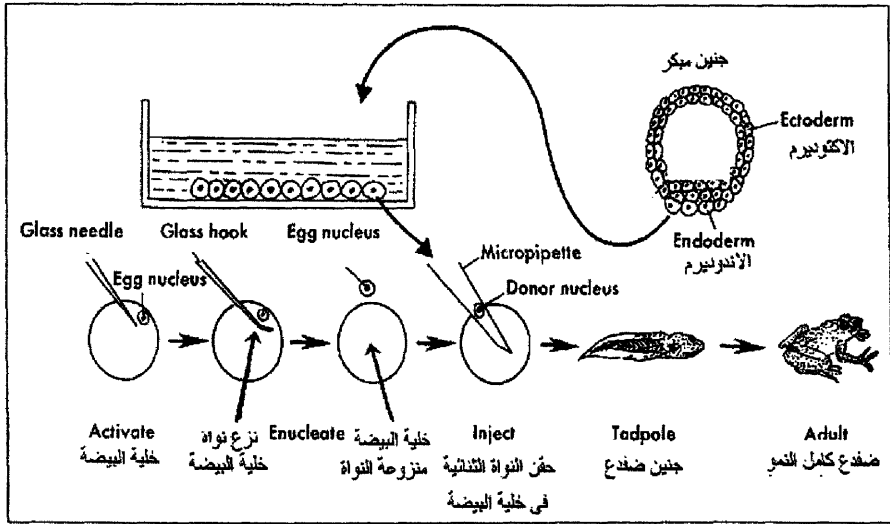 جنين مبكر
Ectoderm
الاكتوديرم
Endoderm
الاندوديرم
Glass needle
Glass hook
Egg nucleus
Egg nucleus
Micropipette
Donor nucleus
Activate
خلية البيضة
نزع نواة
خلية البيضة
Enucleate
خلية البيضة
منزوعة النواة
Inject
حقن النواة الثنائية
فى خلية البيضة
Tadpole
جنين ضفدع
Adult
ضفدع كامل النمو